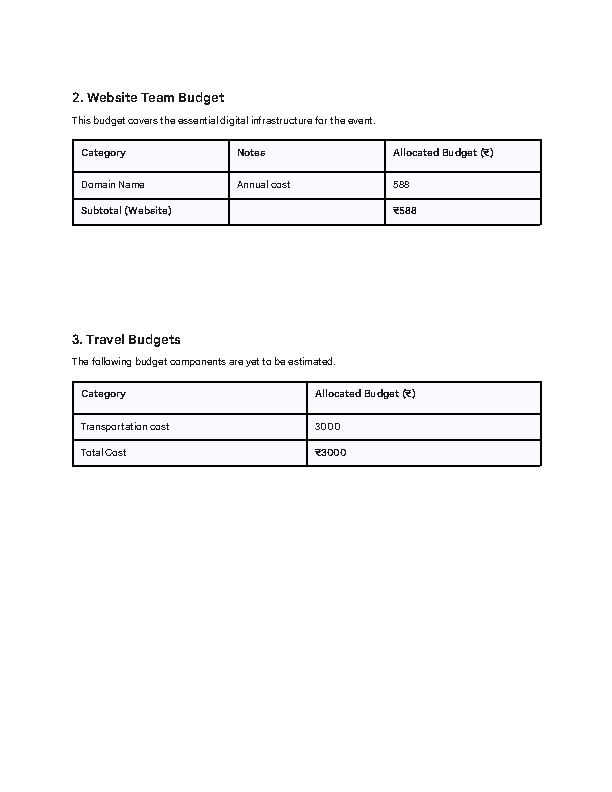 2. Website Team Budget
This budget covers the essential digital infrastructure for the event.
Category Notes Allocated Budget (₹)
Domain Name Annual cost 588
Subtotal (Website) ₹588
3. Travel Budgets
The following budget components are yet to be estimated.
Category Allocated Budget (₹)
Transportation cost 3000
Total Cost ₹3000